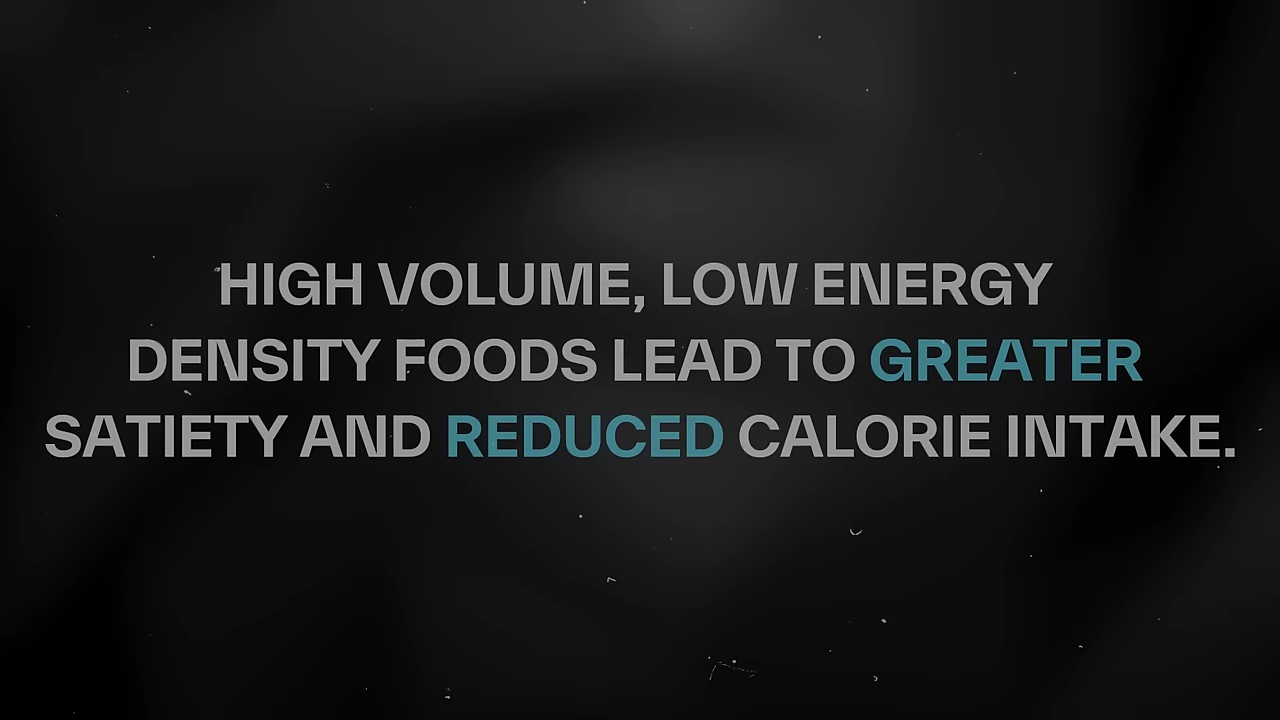 HIGH VOLUME, LOW ENERGY
DENSITY FOODS LEAD TO GREATER
SATIETY AND REDUCED CALORIE INTAKE.